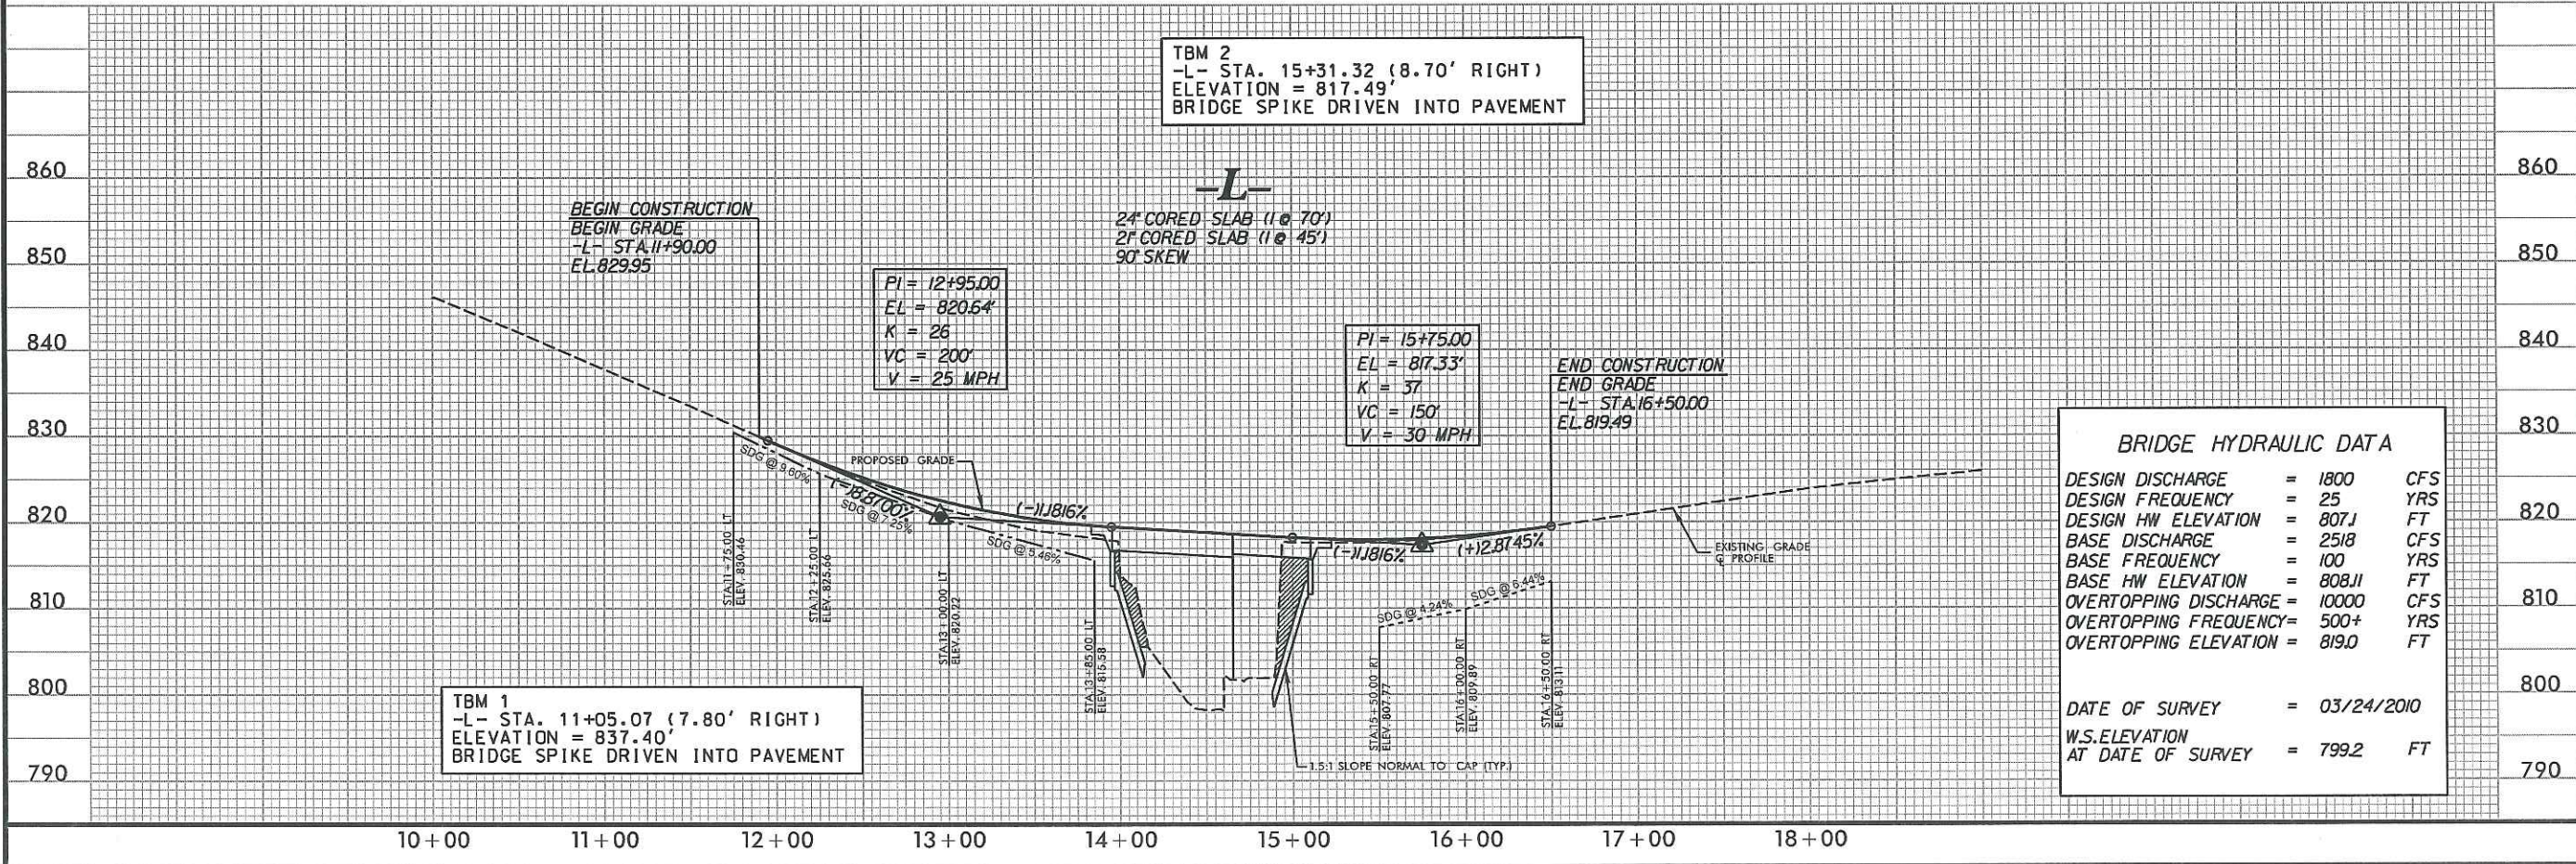 TBM 2
-L- STA. 15+31.32 (8.70' RIGHT)
ELEVATION = 817.49'
BRIDGE SPIKE DRIVEN INTO PAVEMENT
860
850
840
830
820
810
800
790
860
850
840
830
820
810
800
790
-L-
24" CORED SLAB (1 @ 70')
21" CORED SLAB (1 @ 45')
90° SKEW
BEGIN CONSTRUCTION
BEGIN GRADE
-L- STA.11+90.00
EL.829.95
PI = 12+95.00
EL = 820.64'
K = 26
VC = 200'
V = 25 MPH
PI = 15+75.00
EL = 817.33'
K = 37
VC = 150'
V = 30 MPH
END CONSTRUCTION
END GRADE
-L- STA.16+50.00
EL.819.49
PROPOSED GRADE
SDG @ 9.60%
(-)8.8700%
SDG @ 7.25%
(-)1.1816%
SDG @ 5.46%
(-)1.1816%
(+)2.8745%
EXISTING GRADE
℄ PROFILE
SDG @ 4.24%
SDG @ 6.44%
STA.11+75.00 LT
ELEV. 830.46
STA.12+25.00 LT
ELEV. 825.66
STA.13+00.00 LT
ELEV. 820.22
STA.13+85.00 LT
ELEV. 815.58
STA.15+50.00 RT
ELEV. 807.77
STA.16+00.00 RT
ELEV. 809.89
STA.16+50.00 RT
ELEV. 813.11
1.5:1 SLOPE NORMAL TO CAP (TYP.)
TBM 1
-L- STA. 11+05.07 (7.80' RIGHT)
ELEVATION = 837.40'
BRIDGE SPIKE DRIVEN INTO PAVEMENT
BRIDGE HYDRAULIC DATA
DESIGN DISCHARGE = 1800 CFS
DESIGN FREQUENCY = 25 YRS
DESIGN HW ELEVATION = 807.1 FT
BASE DISCHARGE = 2518 CFS
BASE FREQUENCY = 100 YRS
BASE HW ELEVATION = 808.11 FT
OVERTOPPING DISCHARGE = 10000 CFS
OVERTOPPING FREQUENCY= 500+ YRS
OVERTOPPING ELEVATION = 819.0 FT
DATE OF SURVEY = 03/24/2010
W.S.ELEVATION
AT DATE OF SURVEY = 799.2 FT
10+00 11+00 12+00 13+00 14+00 15+00 16+00 17+00 18+00